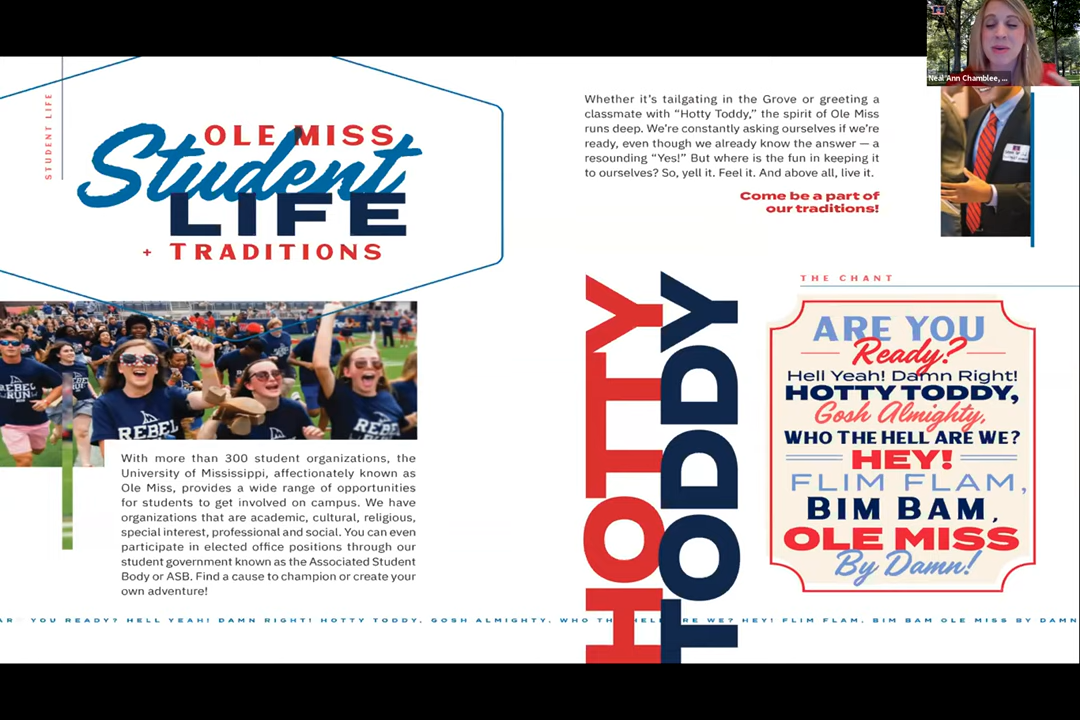 Neal Ann Chamblee, ...
STUDENT LIFE
OLE MISS
Student
LIFE
+ TRADITIONS
REBEL
RUN
REBEL
REBEL
With more than 300 student organizations, the
University of Mississippi, affectionately known as
Ole Miss, provides a wide range of opportunities
for students to get involved on campus. We have
organizations that are academic, cultural, religious,
special interest, professional and social. You can even
participate in elected office positions through our
student government known as the Associated Student
Body or ASB. Find a cause to champion or create your
own adventure!
Whether it's tailgating in the Grove or greeting a
classmate with "Hotty Toddy," the spirit of Ole Miss
runs deep. We're constantly asking ourselves if we're
ready, even though we already know the answer — a
resounding "Yes!" But where is the fun in keeping it
to ourselves? So, yell it. Feel it. And above all, live it.
Come be a part of
our traditions!
HOTTY
TODDY
THE CHANT
ARE YOU
Ready?
Hell Yeah! Damn Right!
HOTTY TODDY,
Gosh Almighty,
WHO THE HELL ARE WE?
HEY!
FLIM FLAM,
BIM BAM,
OLE MISS
By Damn!
YOU READY? HELL YEAH! DAMN RIGHT! HOTTY TODDY, GOSH ALMIGHTY, WHO TH HELL RE WE? HEY! FLIM FLAM, BIM BAM OLE MISS BY DAMN